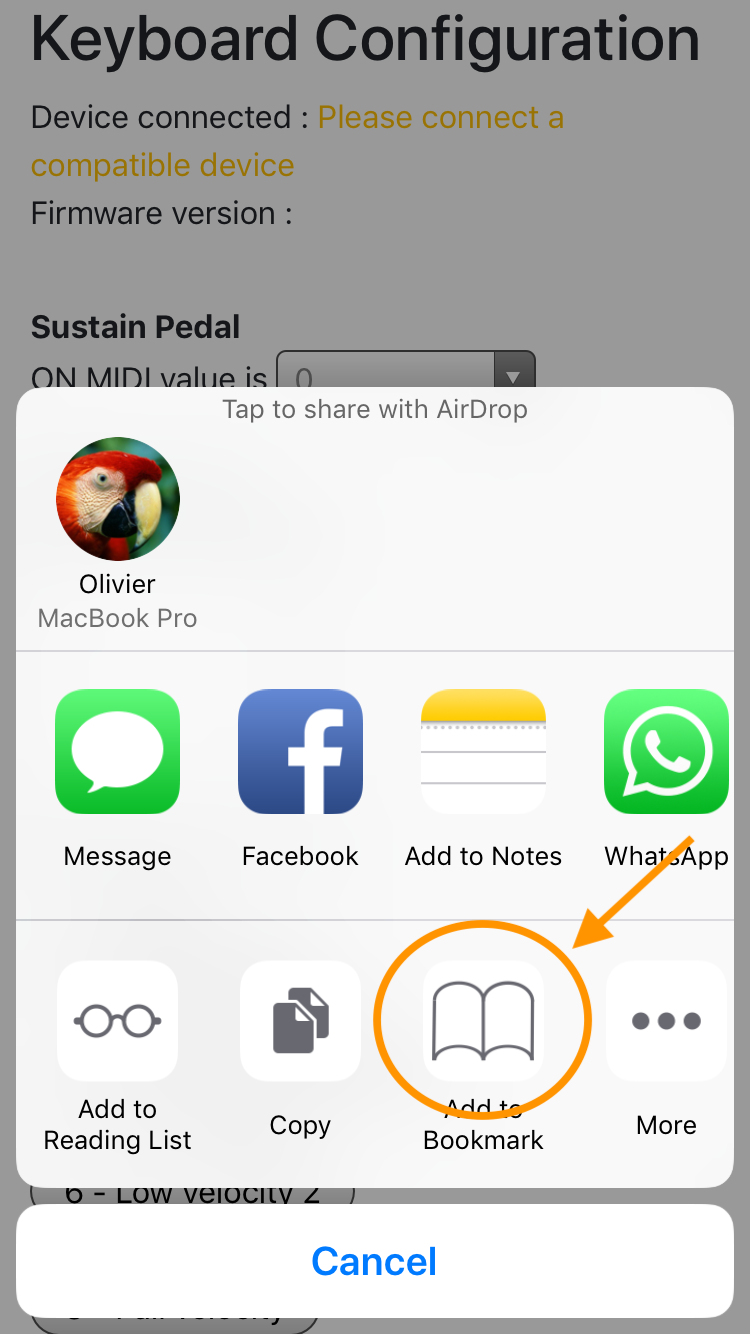 Keyboard Configuration
Device connected : Please connect a
compatible device
Firmware version :
Sustain Pedal
ON MIDI value is 0
Tap to share with AirDrop
Olivier
MacBook Pro
Message
Facebook
Add to Notes
WhatsApp
Add to
Reading List
Copy
Add to
Bookmark
More
6 - Low velocity 2
Cancel